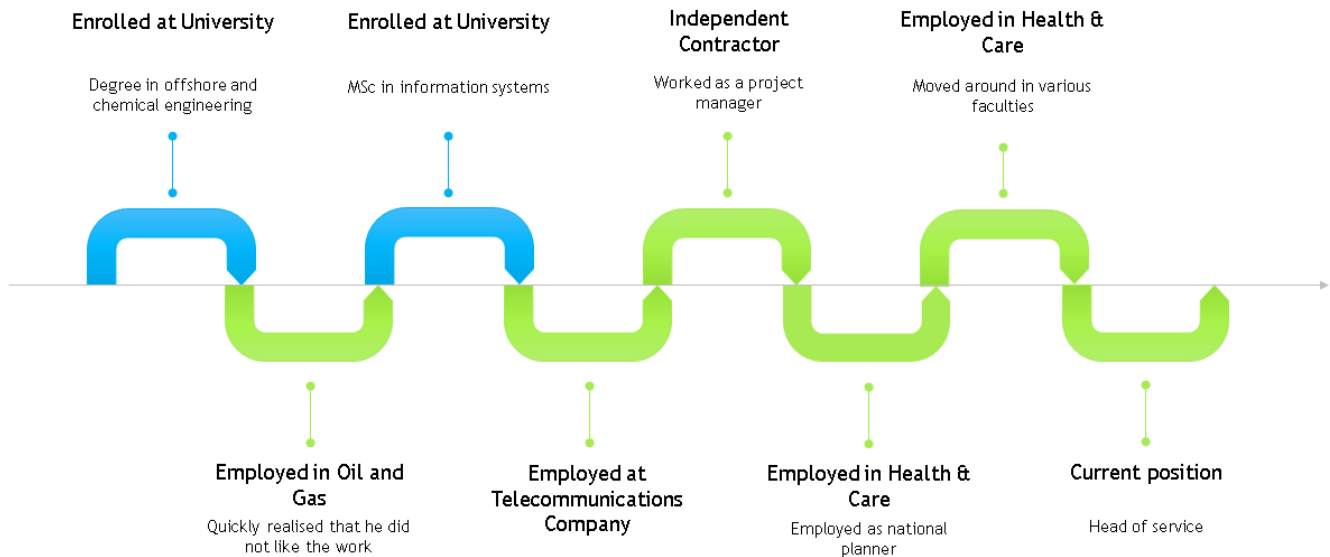 Enrolled at University
Degree in offshore and
chemical engineering
Enrolled at University
MSc in information systems
Independent
Contractor
Worked as a project
manager
Employed in Health &
Care
Moved around in various
faculties
Employed in Oil and
Gas
Quickly realised that he did
not like the work
Employed at
Telecommunications
Company
Employed in Health &
Care
Employed as national
planner
Current position
Head of service